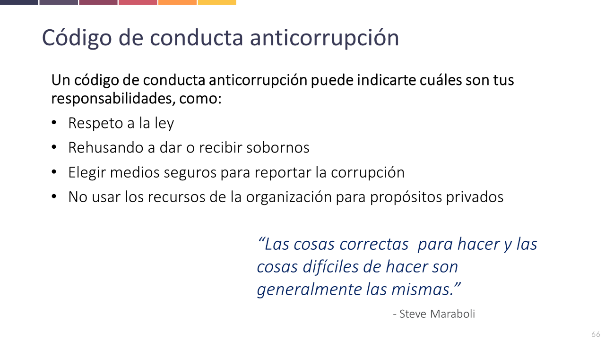 Código de conducta anticorrupción
Un código de conducta anticorrupción puede indicarte cuáles son tus
responsabilidades, como:
• Respeto a la ley
• Rehusando a dar o recibir sobornos
• Elegir medios seguros para reportar la corrupción
• No usar los recursos de la organización para propósitos privados
“Las cosas correctas  para hacer y las
cosas difíciles de hacer son
generalmente las mismas.”
- Steve Maraboli
66